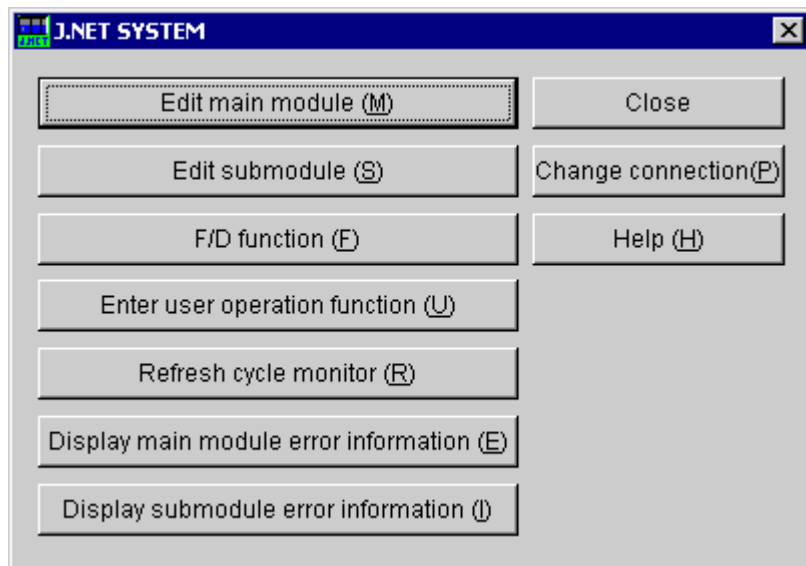 J.NET SYSTEM
J.NET
Edit main module (M)
Close
Edit submodule (S)
Change connection(P)
F/D function (F)
Help (H)
Enter user operation function (U)
Refresh cycle monitor (R)
Display main module error information (E)
Display submodule error information (I)